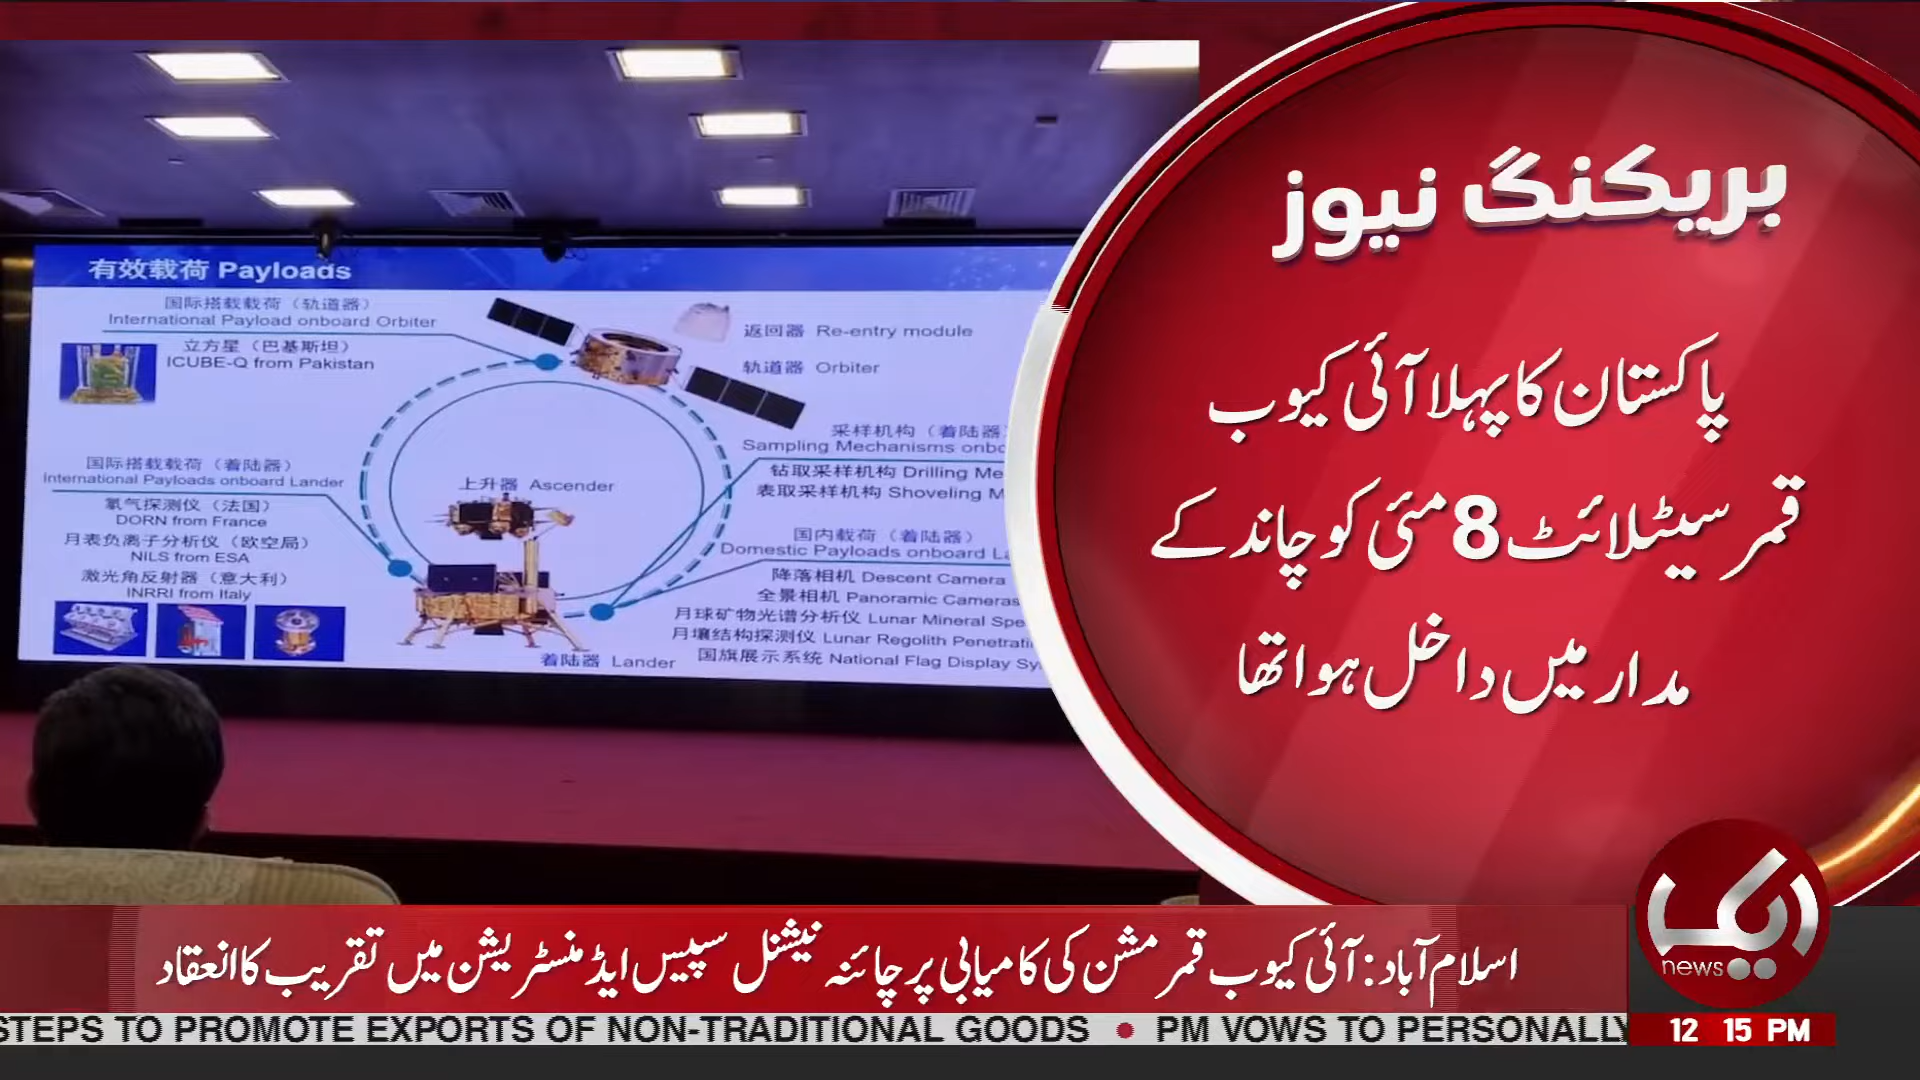 有效载荷 Payloads
国际搭载载荷（轨道器）
International Payload onboard Orbiter
立方星（巴基斯坦）
ICUBE-Q from Pakistan
返回器 Re-entry module
轨道器 Orbiter
采样机构（着陆器
Sampling Mechanisms onbo
钻取采样机构 Drilling Me
表取采样机构 Shoveling M
国际搭载载荷（着陆器）
International Payloads onboard Lander
氡气探测仪（法国）
DORN from France
月表负离子分析仪（欧空局）
NILS from ESA
激光角反射器（意大利）
INRRI from Italy
上升器 Ascender
着陆器 Lander
国内载荷（着陆器）
Domestic Payloads onboard La
降落相机 Descent Camera
全景相机 Panoramic Cameras
月球矿物光谱分析仪 Lunar Mineral Spe
月壤结构探测仪 Lunar Regolith Penetrati
国旗展示系统 National Flag Display Sy
بریکنگ نیوز
پاکستان کا پہلا آئی کیوب
قمر سیٹلائٹ 8 مئی کو چاند کے
مدار میں داخل ہوا تھا
اسلام آباد: آئی کیوب قمر مشن کی کامیابی پر چائنہ نیشنل سپیس ایڈمنسٹریشن میں تقریب کا انعقاد
ایک
news
STEPS TO PROMOTE EXPORTS OF NON-TRADITIONAL GOODS • PM VOWS TO PERSONALLY
12 15 PM